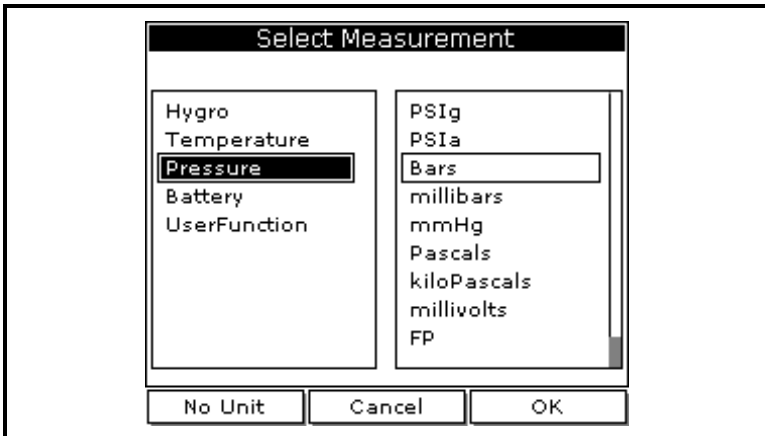 Select Measurement
Hygro
Temperature
Pressure
Battery
UserFunction
PSIg
PSIa
Bars
millibars
mmHg
Pascals
kiloPascals
millivolts
FP
No Unit
Cancel
OK